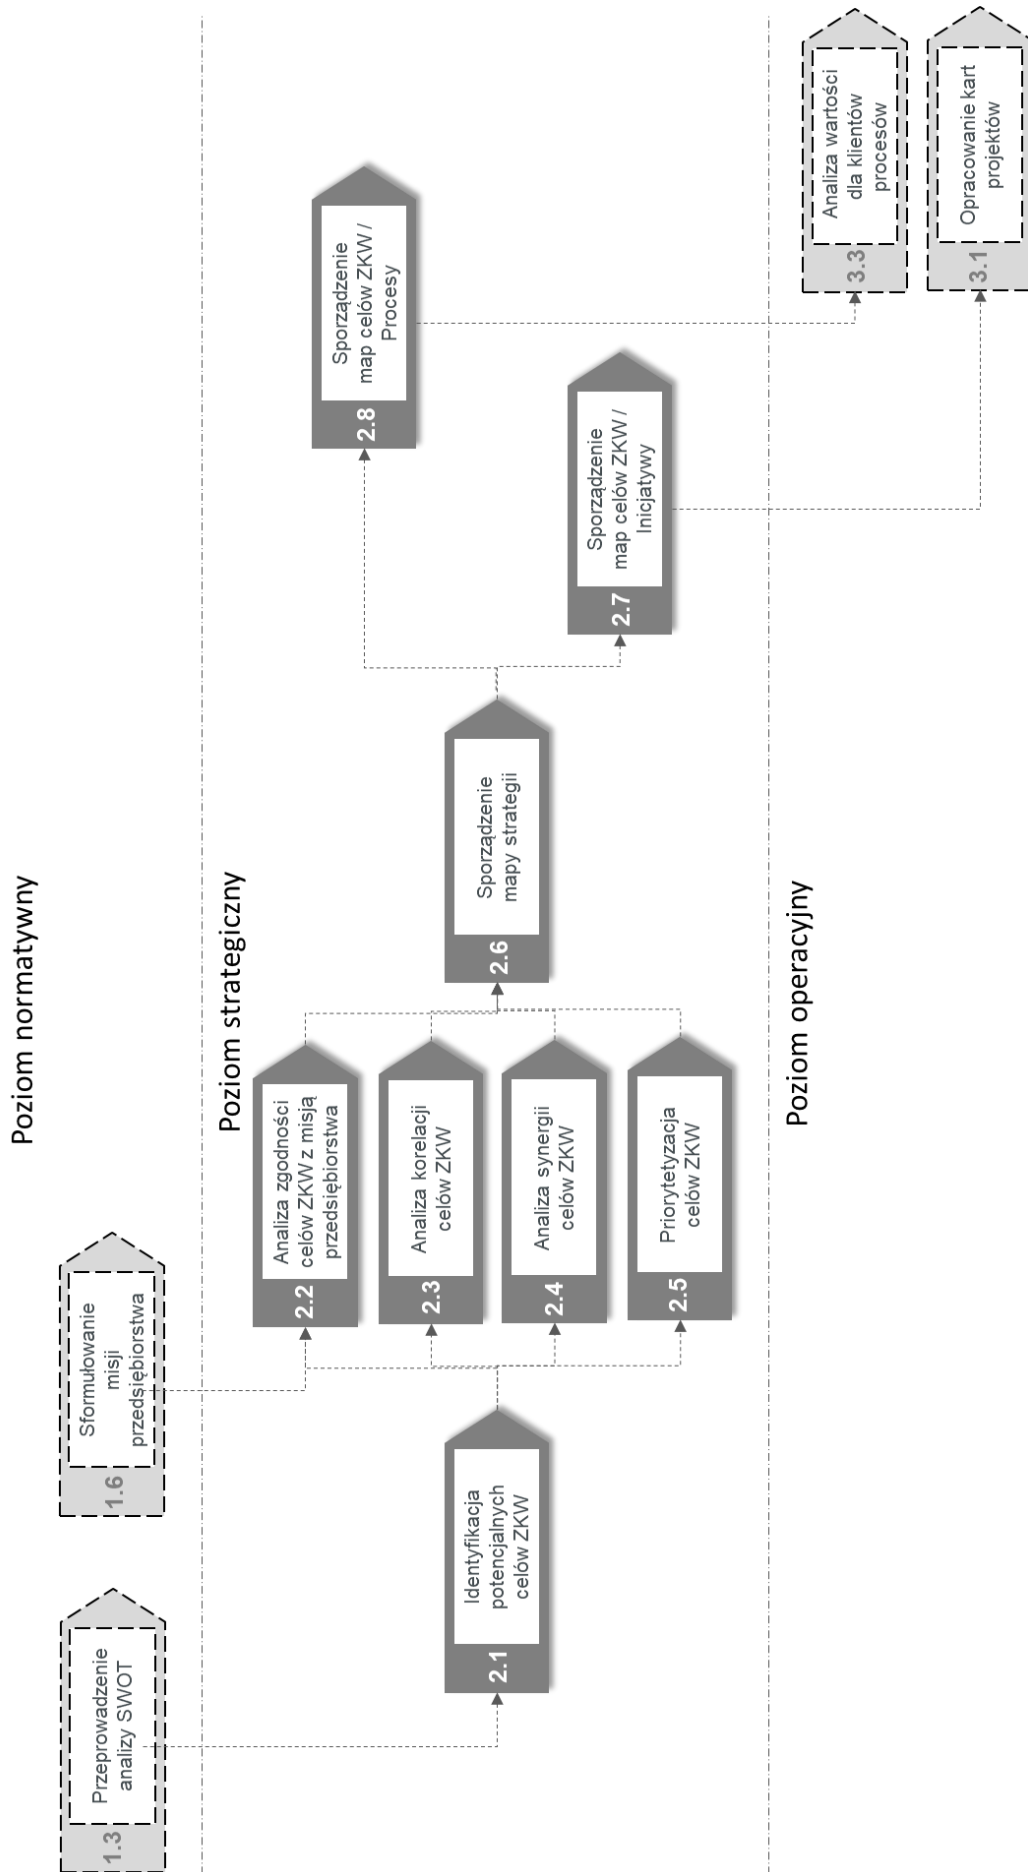 Poziom normatywny
1.3
Przeprowadzenie
analizy SWOT
1.6
Sformułowanie
misji
przedsiębiorstwa
Poziom strategiczny
2.1
Identyfikacja
potencjalnych
celów ZKW
2.2
Analiza zgodności
celów ZKW z misją
przedsiębiorstwa
2.3
Analiza korelacji
celów ZKW
2.4
Analiza synergii
celów ZKW
2.5
Priorytetyzacja
celów ZKW
2.6
Sporządzenie
mapy strategii
2.7
Sporządzenie
map celów ZKW /
Inicjatywy
2.8
Sporządzenie
map celów ZKW /
Procesy
Poziom operacyjny
3.3
Analiza wartości
dla klientów
procesów
3.1
Opracowanie kart
projektów